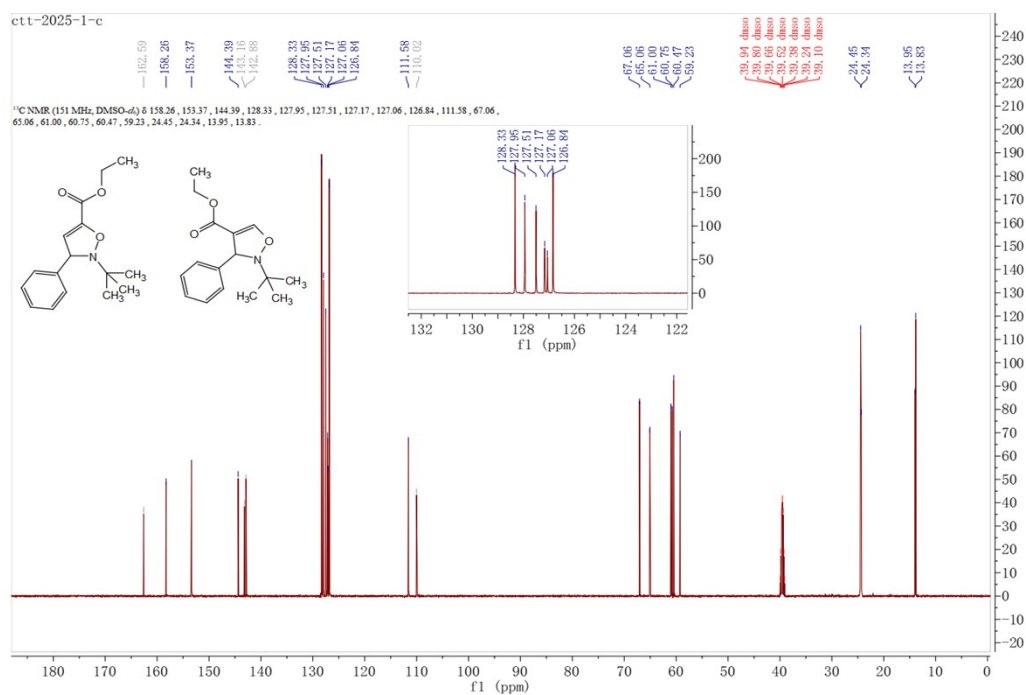 ctt-2025-1-c
162.59
158.26
153.37
144.39
143.16
142.88
128.33
127.95
127.51
127.17
127.06
126.84
111.58
110.02
67.06
65.06
61.00
60.75
60.47
59.23
39.94 dmso
39.80 dmso
39.66 dmso
39.52 dmso
39.38 dmso
39.24 dmso
39.10 dmso
24.45
24.34
13.95
13.83
¹³C NMR (151 MHz, DMSO-d₆) δ 158.26 , 153.37 , 144.39 , 128.33 , 127.95 , 127.51 , 127.17 , 127.06 , 126.84 , 111.58 , 67.06 ,
65.06 , 61.00 , 60.75 , 60.47 , 59.23 , 24.45 , 24.34 , 13.95 , 13.83 .
CH₃
O
O
O
N
CH₃
H₃C
CH₃
H₃C
O
O
O
N
CH₃
H₃C
CH₃
128.33
127.95
127.51
127.17
127.06
126.84
200
150
100
50
0
132 130 128 126 124 122
f1 (ppm)
240
230
220
210
200
190
180
170
160
150
140
130
120
110
100
90
80
70
60
50
40
30
20
10
0
-10
-20
180 170 160 150 140 130 120 110 100 90 80 70 60 50 40 30 20 10 0
f1 (ppm)